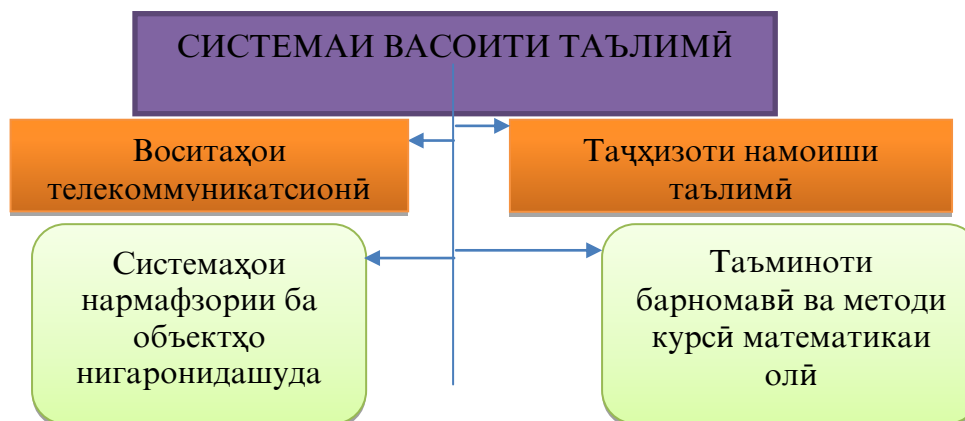 СИСТЕМАИ ВАСОИТИ ТАЪЛИМӢ
Воситаҳои
телекоммуникатсионӣ
Таҷҳизоти намоиши
таълимӣ
Системаҳои
нармафзории ба
объектҳо
нигаронидашуда
Таъминоти
барномавӣ ва методи
курсӣ математикаи
олӣ